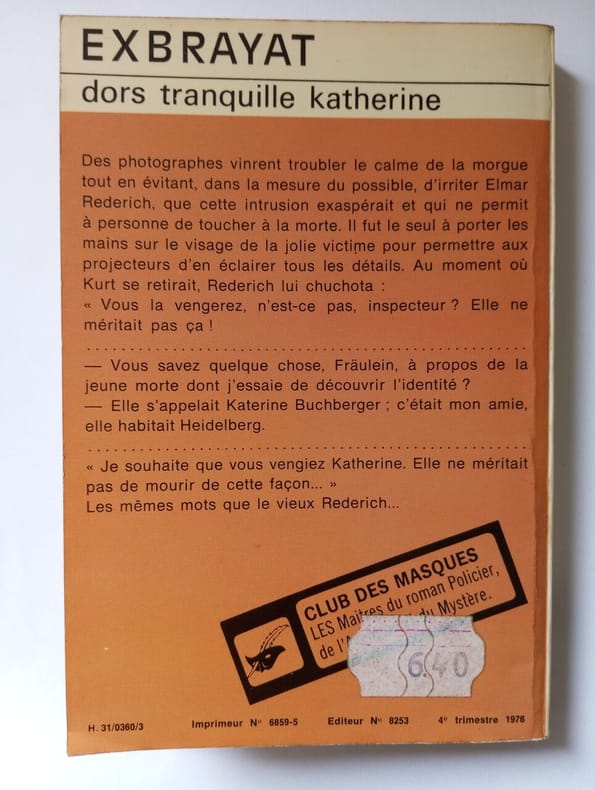 EXBRAYAT
dors tranquille katherine
Des photographes vinrent troubler le calme de la morgue
tout en évitant, dans la mesure du possible, d'irriter Elmar
Rederich, que cette intrusion exaspérait et qui ne permit
à personne de toucher à la morte. Il fut le seul à porter les
mains sur le visage de la jolie victime pour permettre aux
projecteurs d'en éclairer tous les détails. Au moment où
Kurt se retirait, Rederich lui chuchota :
« Vous la vengerez, n'est-ce pas, inspecteur ? Elle ne
méritait pas ça !
— Vous savez quelque chose, Fräulein, à propos de la
jeune morte dont j'essaie de découvrir l'identité ?
— Elle s'appelait Katerine Buchberger ; c'était mon amie,
elle habitait Heidelberg.
« Je souhaite que vous vengiez Katherine. Elle ne méritait
pas de mourir de cette façon... »
Les mêmes mots que le vieux Rederich...
CLUB DES MASQUES
LES Maîtres du roman Policier,
de du Mystère.
6.40
H. 31/0360/3 Imprimeur N° 6859-5 Editeur N° 8253 4e trimestre 1976